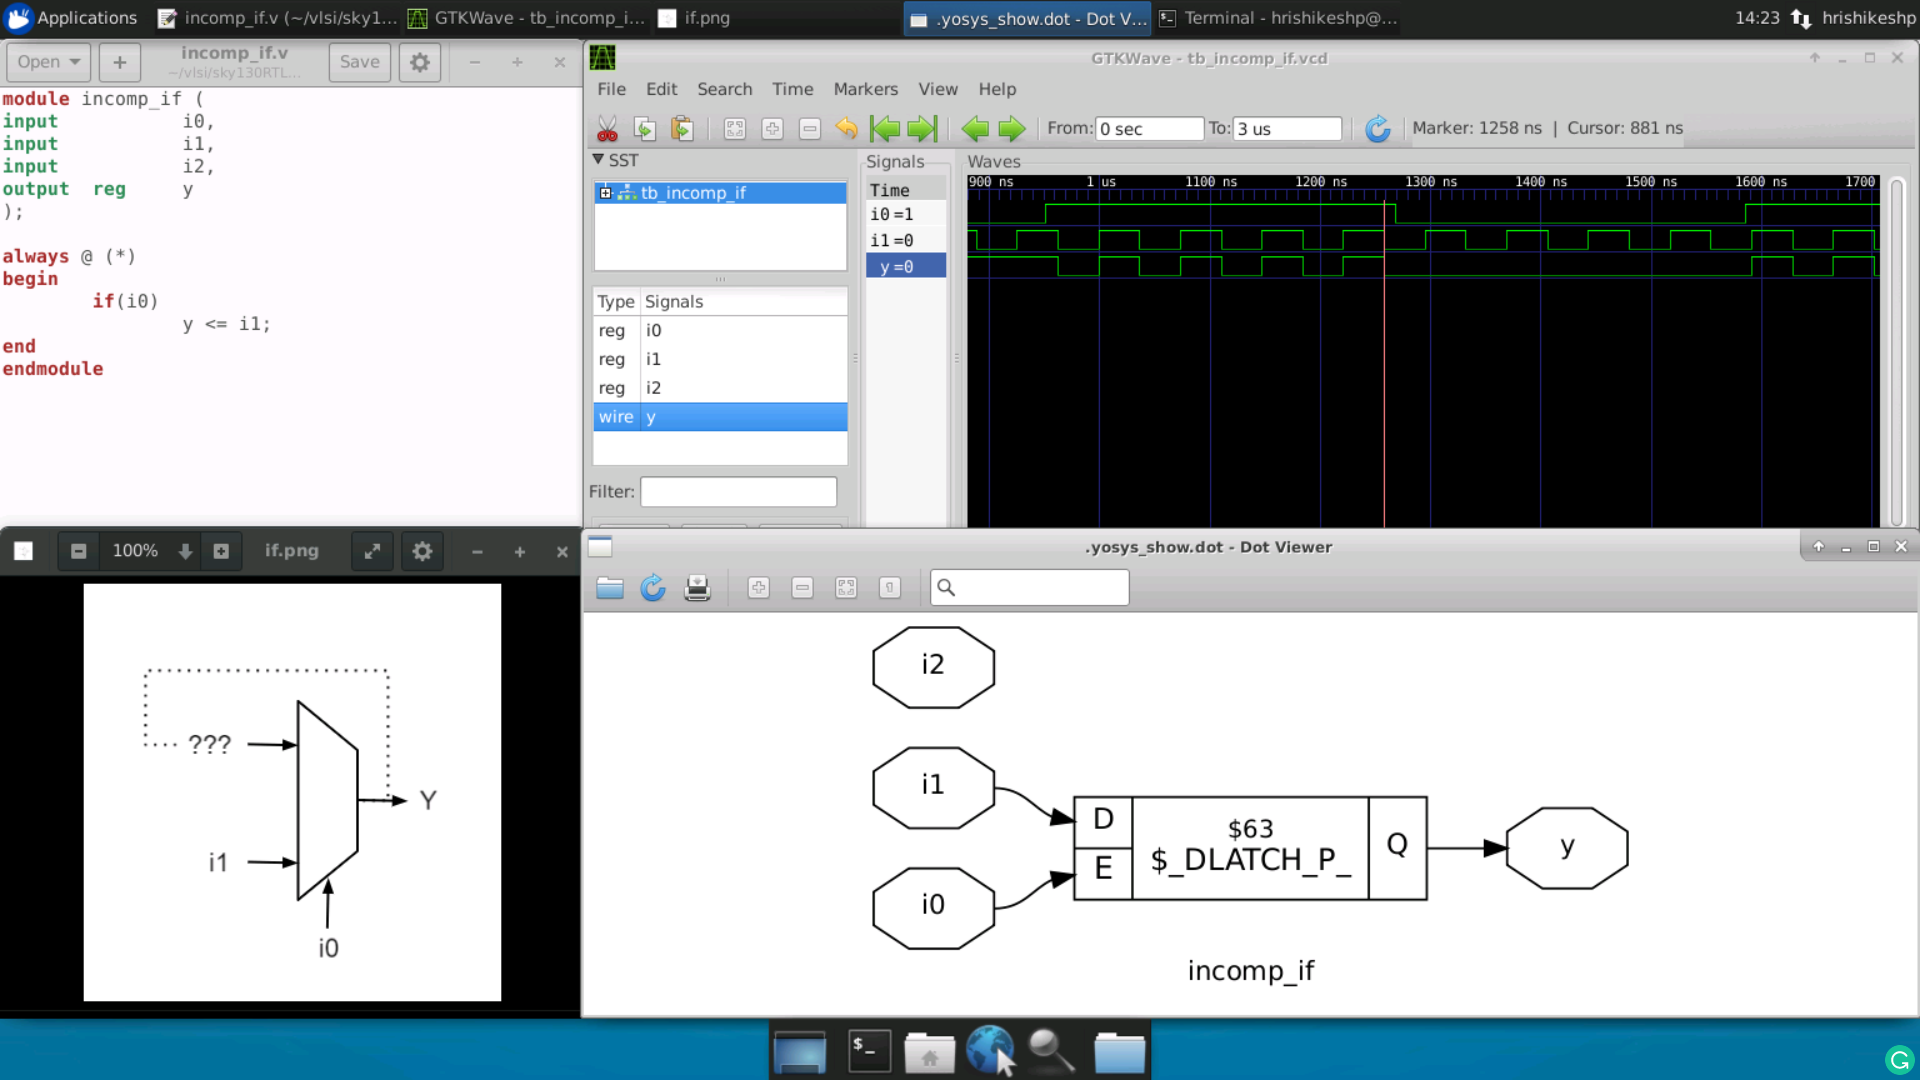 Applications
incomp_if.v (~/vlsi/sky1...
GTKWave - tb_incomp_i...
if.png
.yosys_show.dot - Dot V...
Terminal - hrishikeshp@...
14:23
hrishikeshp
Open
incomp_if.v
~/vlsi/sky130RTL...
Save
module incomp_if (
input i0,
input i1,
input i2,
output reg y
);
always @ (*)
begin
if(i0)
y <= i1;
end
endmodule
GTKWave - tb_incomp_if.vcd
File Edit Search Time Markers View Help
From: 0 sec To: 3 us Marker: 1258 ns | Cursor: 881 ns
SST
tb_incomp_if
Type Signals
reg i0
reg i1
reg i2
wire y
Filter:
Signals
Time
i0=1
i1=0
y=0
Waves
900 ns 1 us 1100 ns 1200 ns 1300 ns 1400 ns 1500 ns 1600 ns 1700
100%
if.png
???
Y
i1
i0
.yosys_show.dot - Dot Viewer
i2
i1
i0
D
E
$63
$_DLATCH_P_
Q
y
incomp_if
$_
G